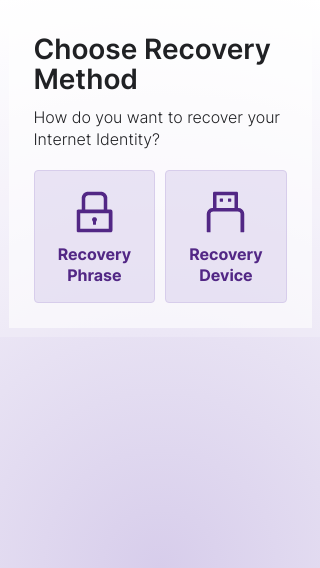 Choose Recovery
Method
How do you want to recover your
Internet Identity?
Recovery
Phrase
Recovery
Device